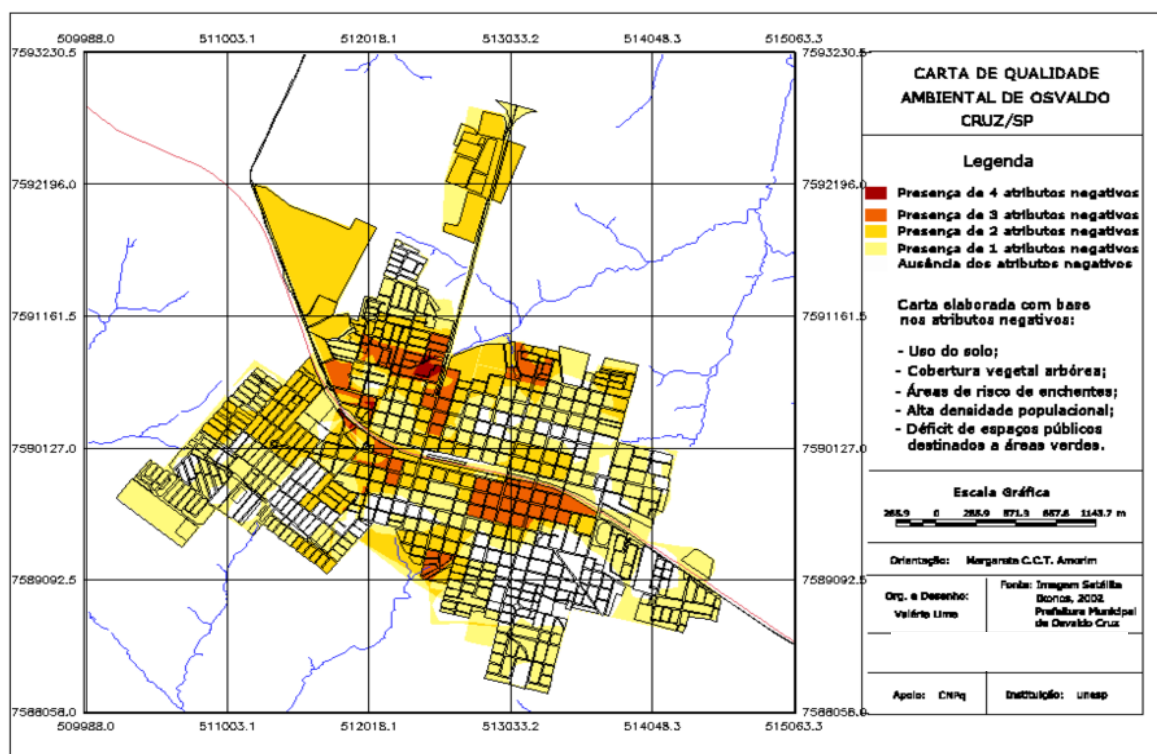 509988.0 511003.1 512018.1 513033.2 514048.3 515063.3
7593230.5 7593230.5
7592196.0 7592196.0
7591161.5 7591161.5
7590127.0 7590127.0
7589092.5 7589092.5
7588058.0 7588058.0
509988.0 511003.1 512018.1 513033.2 514048.3 515063.3
CARTA DE QUALIDADE
AMBIENTAL DE OSVALDO
CRUZ/SP
Legenda
Presença de 4 atributos negativos
Presença de 3 atributos negativos
Presença de 2 atributos negativos
Presença de 1 atributos negativos
Ausência dos atributos negativos
Carta elaborada com base
nos atributos negativos:
- Uso do solo;
- Cobertura vegetal arbórea;
- Áreas de risco de enchentes;
- Alta densidade populacional;
- Déficit de espaços públicos
destinados a áreas verdes.
Escala Gráfica
0 1143.7 m
Orientação: Margarete C.C.T. Amorim
Org. e Desenho:
Valéria Lima
Fonte: Imagem Satélite
Ikonos, 2002
Prefeitura Municipal
de Osvaldo Cruz
Apoio: CNPq
Instituição: unesp